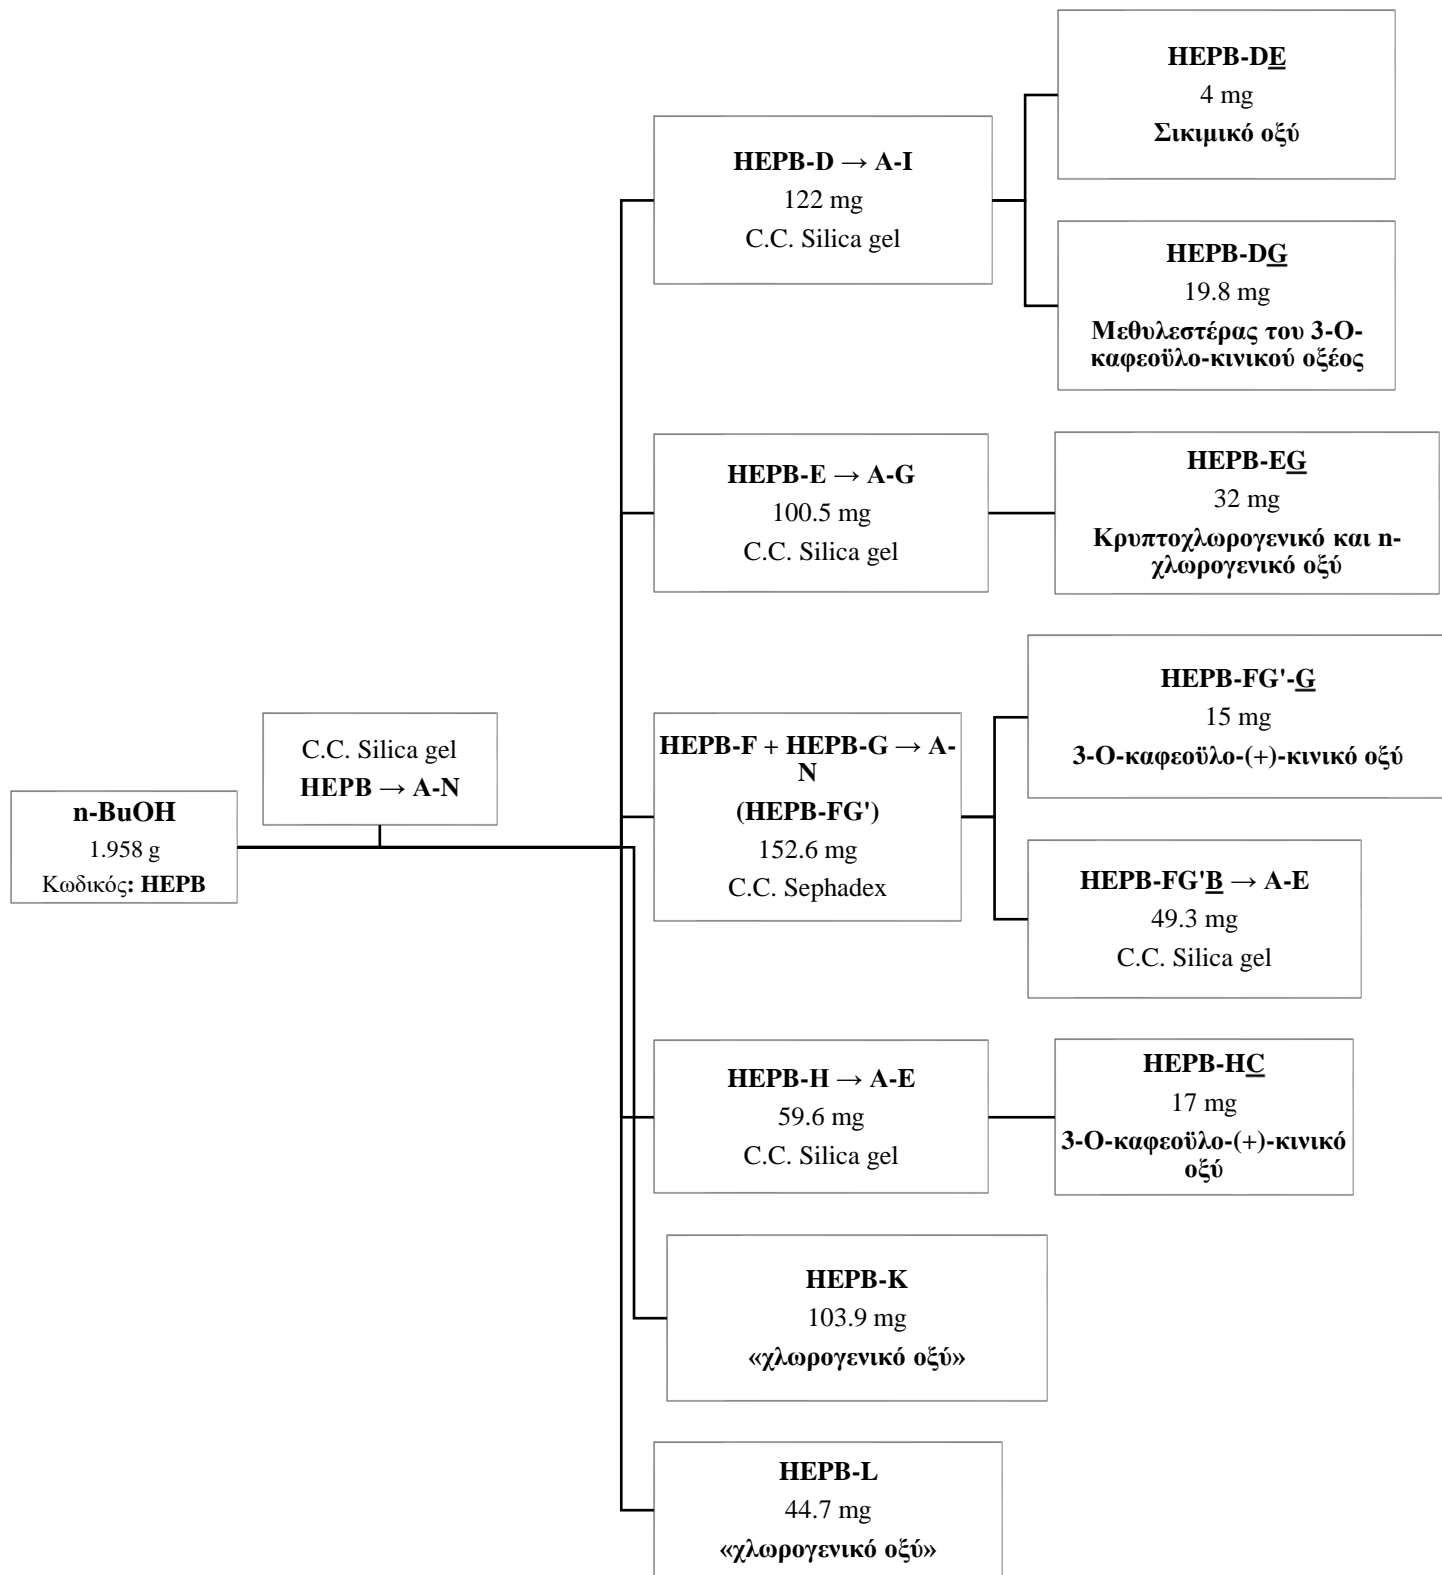 n-BuOH
1.958 g
Κωδικός: HEPB
C.C. Silica gel
HEPB → A-N
HEPB-D → A-I
122 mg
C.C. Silica gel
HEPB-DE
4 mg
Σικιμικό οξύ
HEPB-DG
19.8 mg
Μεθυλεστέρας του 3-Ο-
καφεοϋλο-κινικού οξέος
HEPB-E → A-G
100.5 mg
C.C. Silica gel
HEPB-EG
32 mg
Κρυπτοχλωρογενικό και n-
χλωρογενικό οξύ
HEPB-F + HEPB-G → A-
N
(HEPB-FG')
152.6 mg
C.C. Sephadex
HEPB-FG'-G
15 mg
3-Ο-καφεοϋλο-(+)-κινικό οξύ
HEPB-FG'B → A-E
49.3 mg
C.C. Silica gel
HEPB-H → A-E
59.6 mg
C.C. Silica gel
HEPB-HC
17 mg
3-Ο-καφεοϋλο-(+)-κινικό
οξύ
HEPB-K
103.9 mg
«χλωρογενικό οξύ»
HEPB-L
44.7 mg
«χλωρογενικό οξύ»